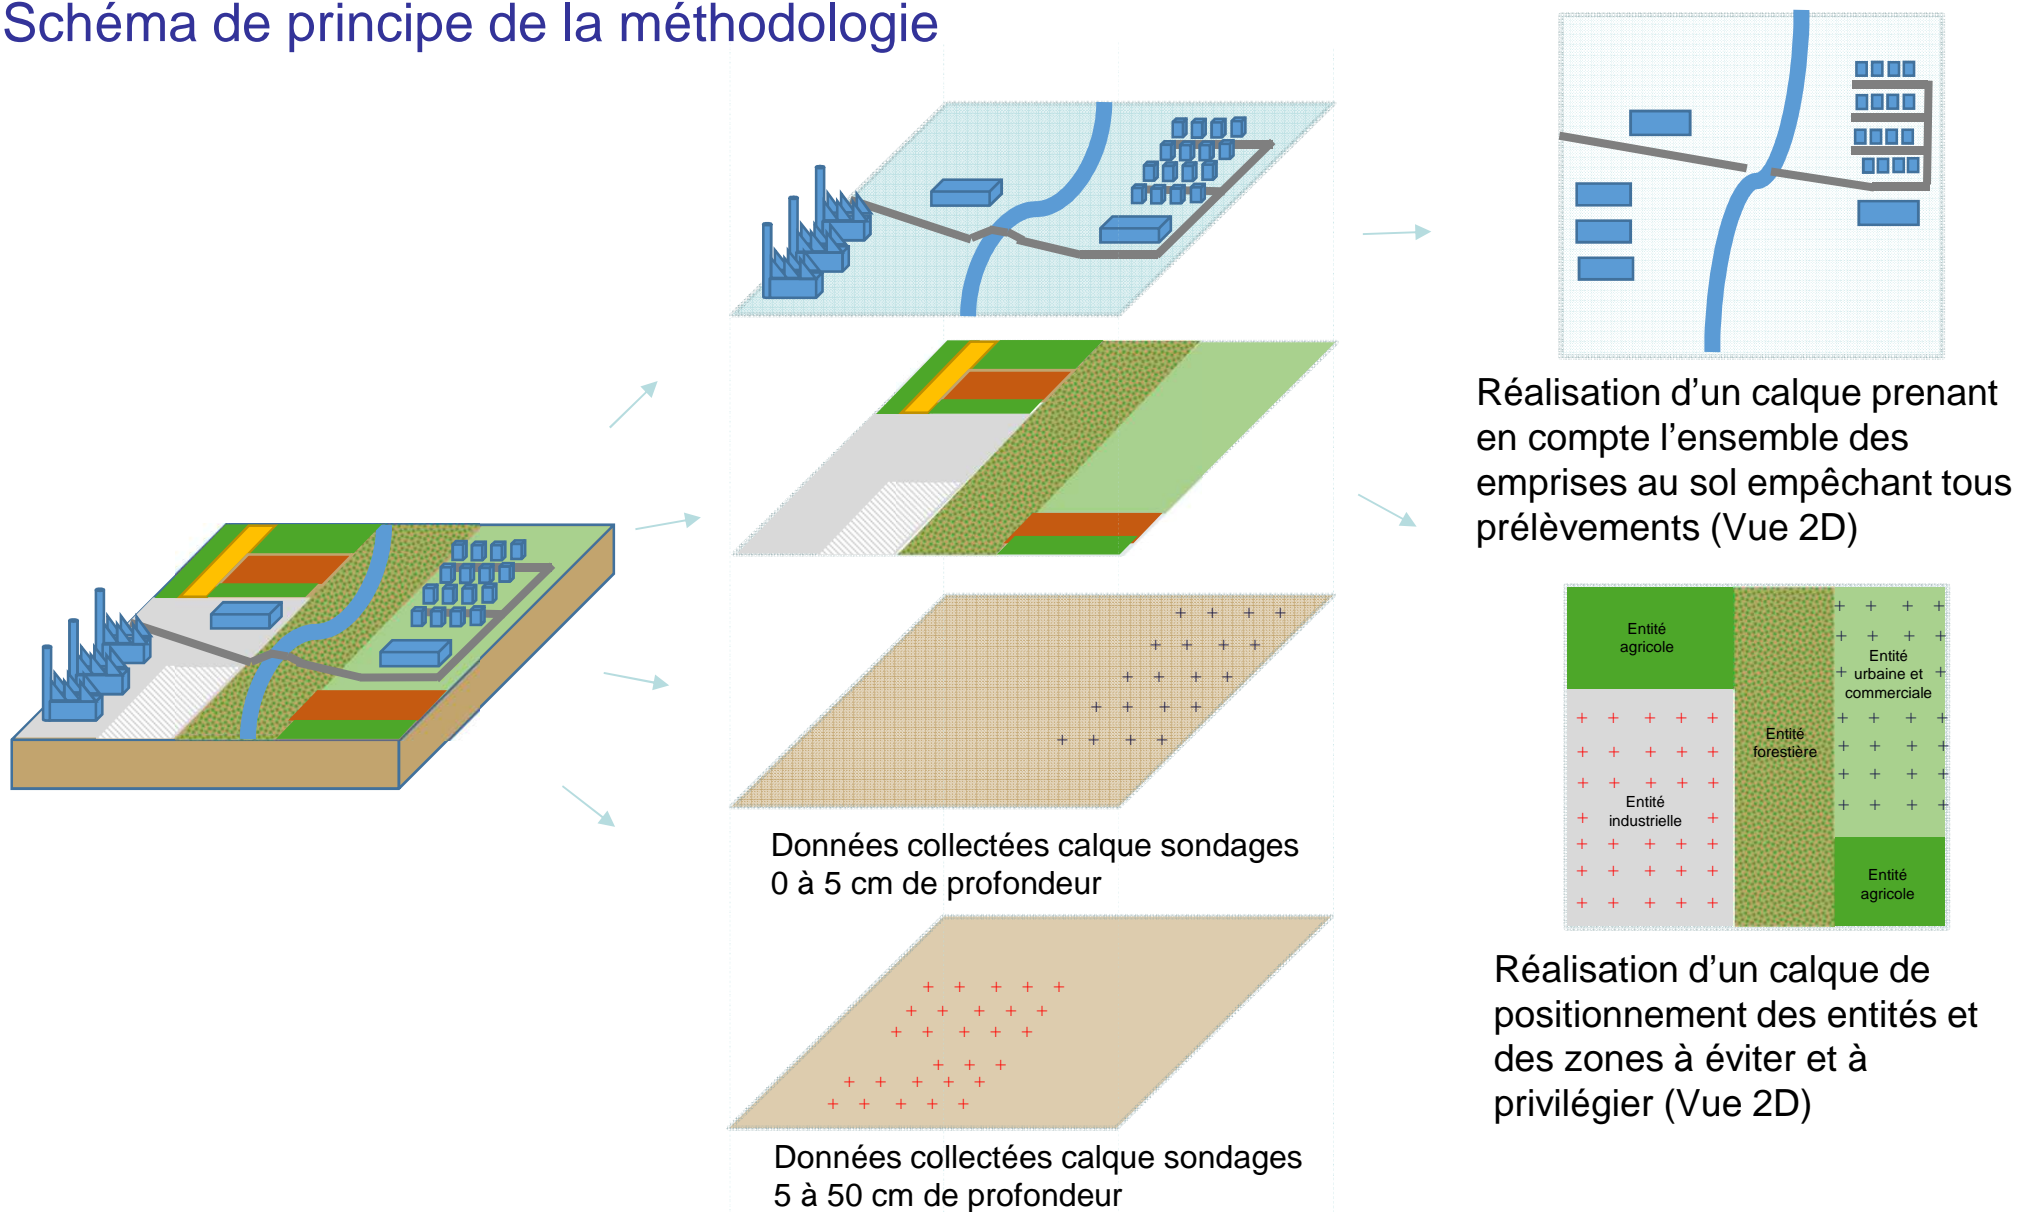 Schéma de principe de la méthodologie
Réalisation d’un calque prenant
en compte l’ensemble des
emprises au sol empêchant tous
prélèvements (Vue 2D)
Entité
agricole
Entité
urbaine et
commerciale
Entité
forestière
Entité
industrielle
Entité
agricole
Données collectées calque sondages
0 à 5 cm de profondeur
Réalisation d’un calque de
positionnement des entités et
des zones à éviter et à
privilégier (Vue 2D)
Données collectées calque sondages
5 à 50 cm de profondeur